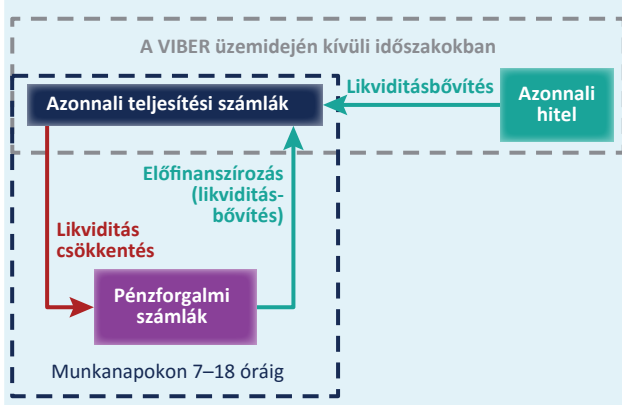 A VIBER üzemidején kívüli időszakokban
Azonnali teljesítési számlák
Likviditásbővítés
Azonnali
hitel
Előfinanszírozás
(likviditás-
bővítés)
Likviditás
csökkentés
Pénzforgalmi
számlák
Munkanapokon 7–18 óráig